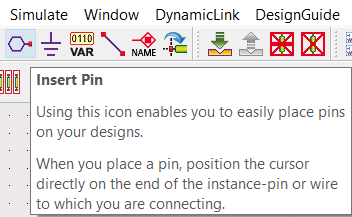 Simulate Window DynamicLink DesignGuide
0110
VAR NAME
Insert Pin
Using this icon enables you to easily place pins
on your designs.
When you place a pin, position the cursor
directly on the end of the instance-pin or wire
to which you are connecting.